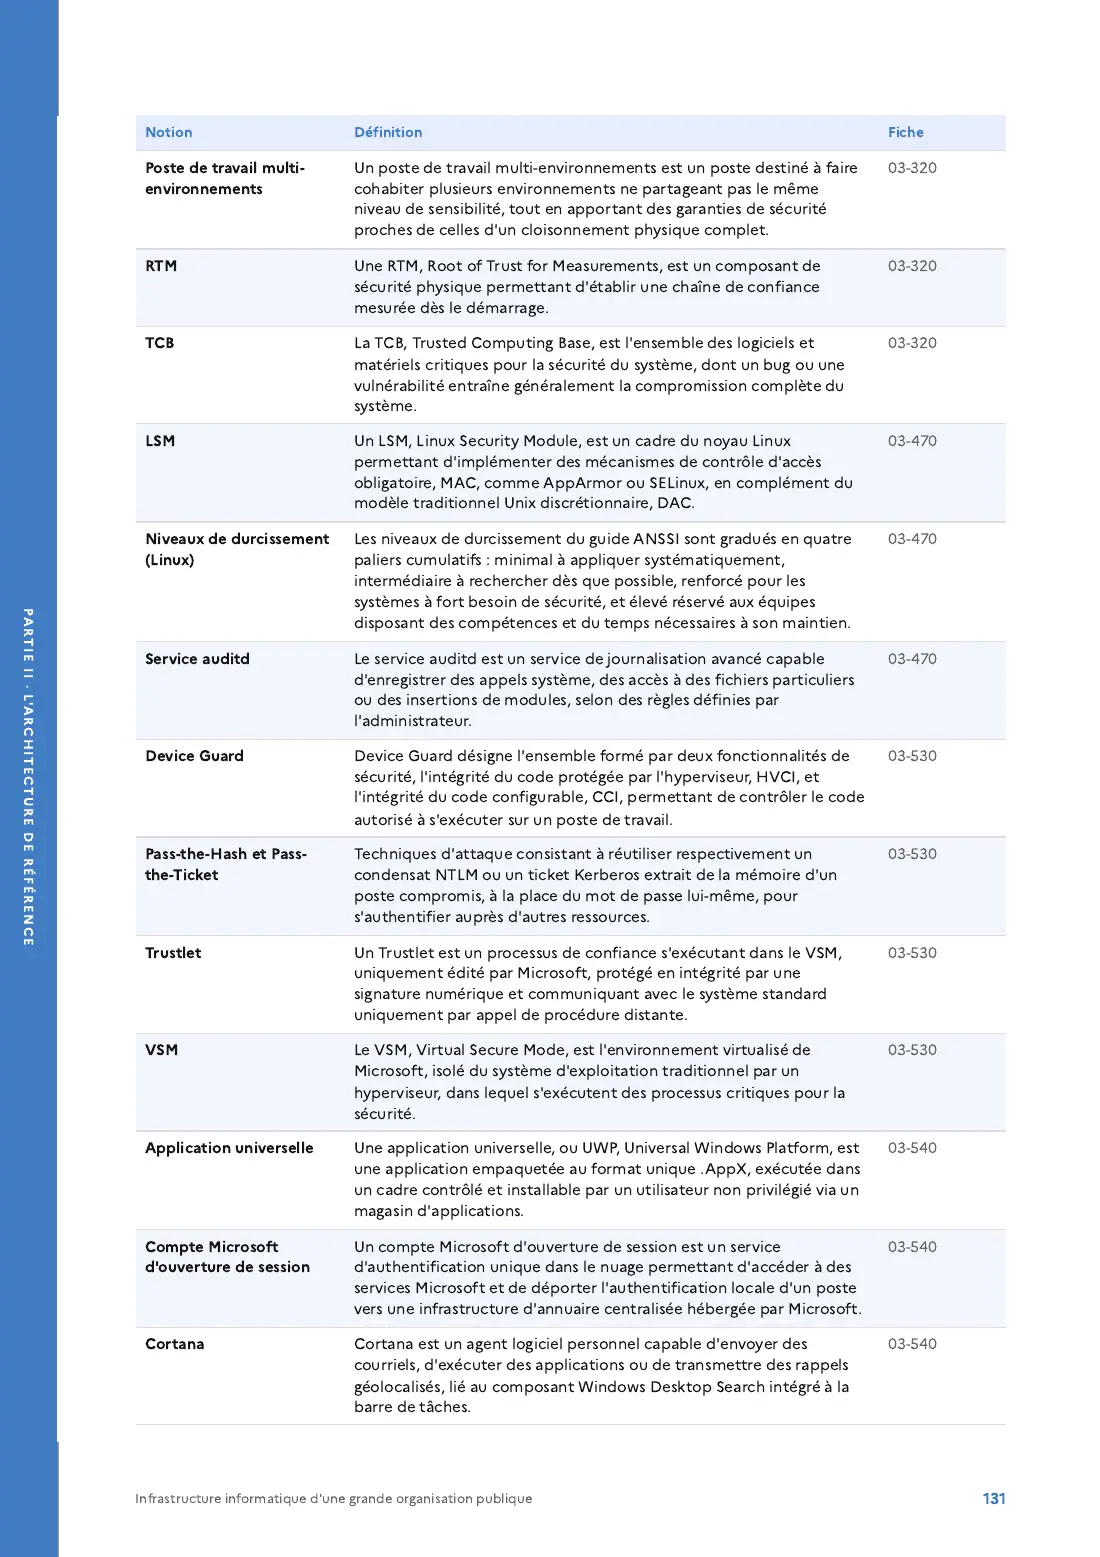 Notion Définition Fiche
Poste de travail multi- Un poste de travail multi-environnements est un poste destiné à faire 03-320
environnements cohabiter plusieurs environnements ne partageant pas le même
niveau de sensibilité, tout en apportant des garanties de sécurité
proches de celles d'un cloisonnement physique complet.
RTM Une RTM, Root of Trust for Measurements, est un composant de 03-320
sécurité physique permettant d'établir une chaîne de confiance
mesurée dès le démarrage.
TCB La TCB, Trusted Computing Base, est l'ensemble des logiciels et 03-320
matériels critiques pour la sécurité du système, dont un bug ou une
vulnérabilité entraîne généralement la compromission complète du
système.
LSM Un LSM, Linux Security Module, est un cadre du noyau Linux 03-470
permettant d'implémenter des mécanismes de contrôle d'accès
obligatoire, MAC, comme AppArmor ou SELinux, en complément du
modèle traditionnel Unix discrétionnaire, DAC.
Niveaux de durcissement Les niveaux de durcissement du guide ANSSI sont gradués en quatre 03-470
(Linux) paliers cumulatifs : minimal à appliquer systématiquement,
intermédiaire à rechercher dès que possible, renforcé pour les
systèmes à fort besoin de sécurité, et élevé réservé aux équipes
disposant des compétences et du temps nécessaires à son maintien.
Service auditd Le service auditd est un service de journalisation avancé capable 03-470
d'enregistrer des appels système, des accès à des fichiers particuliers
ou des insertions de modules, selon des règles définies par
l'administrateur.
Device Guard Device Guard désigne l'ensemble formé par deux fonctionnalités de 03-530
sécurité, l'intégrité du code protégée par l'hyperviseur, HVCI, et
l'intégrité du code configurable, CCI, permettant de contrôler le code
autorisé à s'exécuter sur un poste de travail.
Pass-the-Hash et Pass- Techniques d'attaque consistant à réutiliser respectivement un 03-530
the-Ticket condensat NTLM ou un ticket Kerberos extrait de la mémoire d'un
poste compromis, à la place du mot de passe lui-même, pour
s'authentifier auprès d'autres ressources.
Trustlet Un Trustlet est un processus de confiance s'exécutant dans le VSM, 03-530
uniquement édité par Microsoft, protégé en intégrité par une
signature numérique et communiquant avec le système standard
uniquement par appel de procédure distante.
VSM Le VSM, Virtual Secure Mode, est l'environnement virtualisé de 03-530
Microsoft, isolé du système d'exploitation traditionnel par un
hyperviseur, dans lequel s'exécutent des processus critiques pour la
sécurité.
Application universelle Une application universelle, ou UWP, Universal Windows Platform, est 03-540
une application empaquetée au format unique .AppX, exécutée dans
un cadre contrôlé et installable par un utilisateur non privilégié via un
magasin d'applications.
Compte Microsoft Un compte Microsoft d'ouverture de session est un service 03-540
d'ouverture de session d'authentification unique dans le nuage permettant d'accéder à des
services Microsoft et de déporter l'authentification locale d'un poste
vers une infrastructure d'annuaire centralisée hébergée par Microsoft.
Cortana Cortana est un agent logiciel personnel capable d'envoyer des 03-540
courriels, d'exécuter des applications ou de transmettre des rappels
géolocalisés, lié au composant Windows Desktop Search intégré à la
barre de tâches.
PARTIE II · L'ARCHITECTURE DE RÉFÉRENCE
Infrastructure informatique d'une grande organisation publique 131